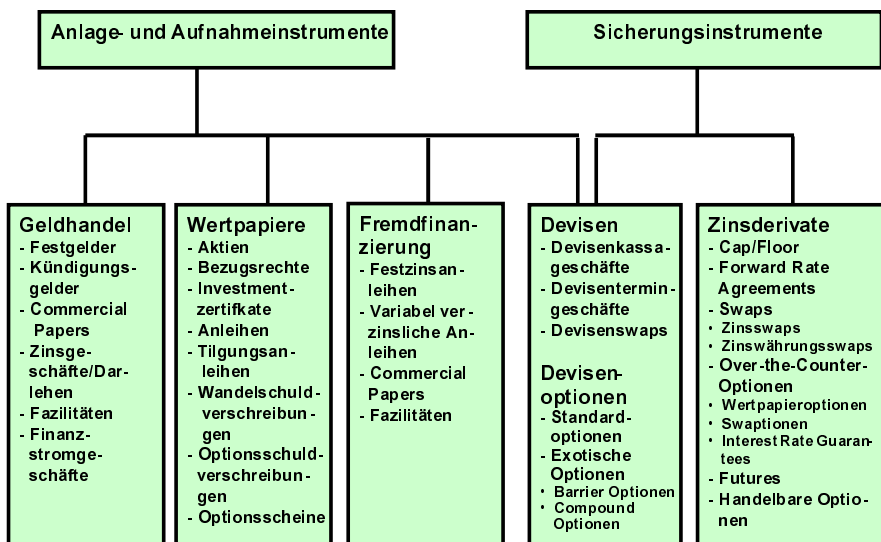 Anlage- und Aufnahmeinstrumente
Sicherungsinstrumente
Geldhandel
- Festgelder
- Kündigungs-
gelder
- Commercial
Papers
- Zinsge-
schäfte/Dar-
lehen
- Fazilitäten
- Finanz-
stromge-
schäfte
Wertpapiere
- Aktien
- Bezugsrechte
- Investment-
zertifkate
- Anleihen
- Tilgungsan-
leihen
- Wandelschuld-
verschreibun-
gen
- Optionsschuld-
verschreibun-
gen
- Optionsscheine
Fremdfinan-
zierung
- Festzinsan-
leihen
- Variabel ver-
zinsliche An-
leihen
- Commercial
Papers
- Fazilitäten
Devisen
- Devisenkassa-
geschäfte
- Devisentermin-
geschäfte
- Devisenswaps
Devisen-
optionen
- Standard-
optionen
- Exotische
Optionen
• Barrier Optionen
• Compound
Optionen
Zinsderivate
- Cap/Floor
- Forward Rate
Agreements
- Swaps
• Zinsswaps
• Zinswährungsswaps
- Over-the-Counter-
Optionen
• Wertpapieroptionen
• Swaptionen
• Interest Rate Guaran-
tees
- Futures
- Handelbare Optio-
nen